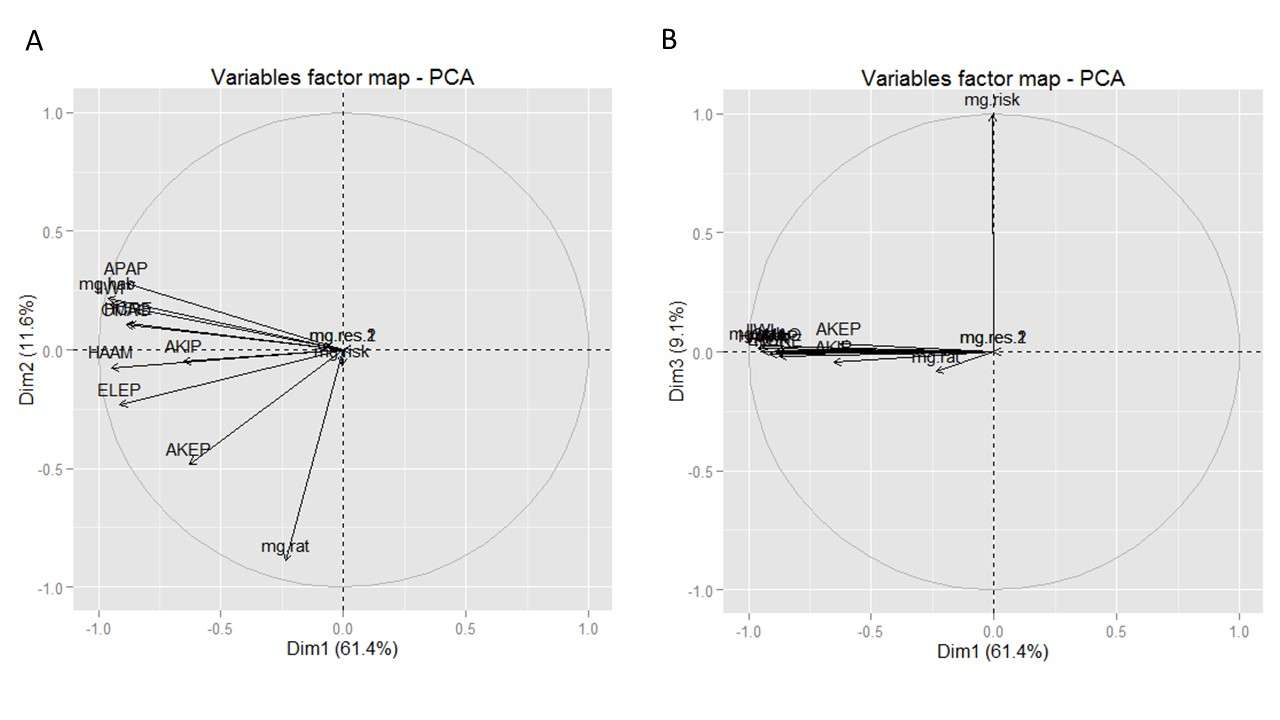 A
Variables factor map - PCA
1.0
0.5
0.0
-0.5
-1.0
Dim2 (11.6%)
APAP
mg.hab
HAAM
AKIP
mg.res.1
mg.risk
ELEP
AKEP
mg.rat
-1.0
-0.5
0.0
0.5
1.0
Dim1 (61.4%)
B
Variables factor map - PCA
mg.risk
1.0
0.5
0.0
-0.5
-1.0
Dim3 (9.1%)
AKEP
AKIP
mg.res.1
mg.rat
-1.0
-0.5
0.0
0.5
1.0
Dim1 (61.4%)